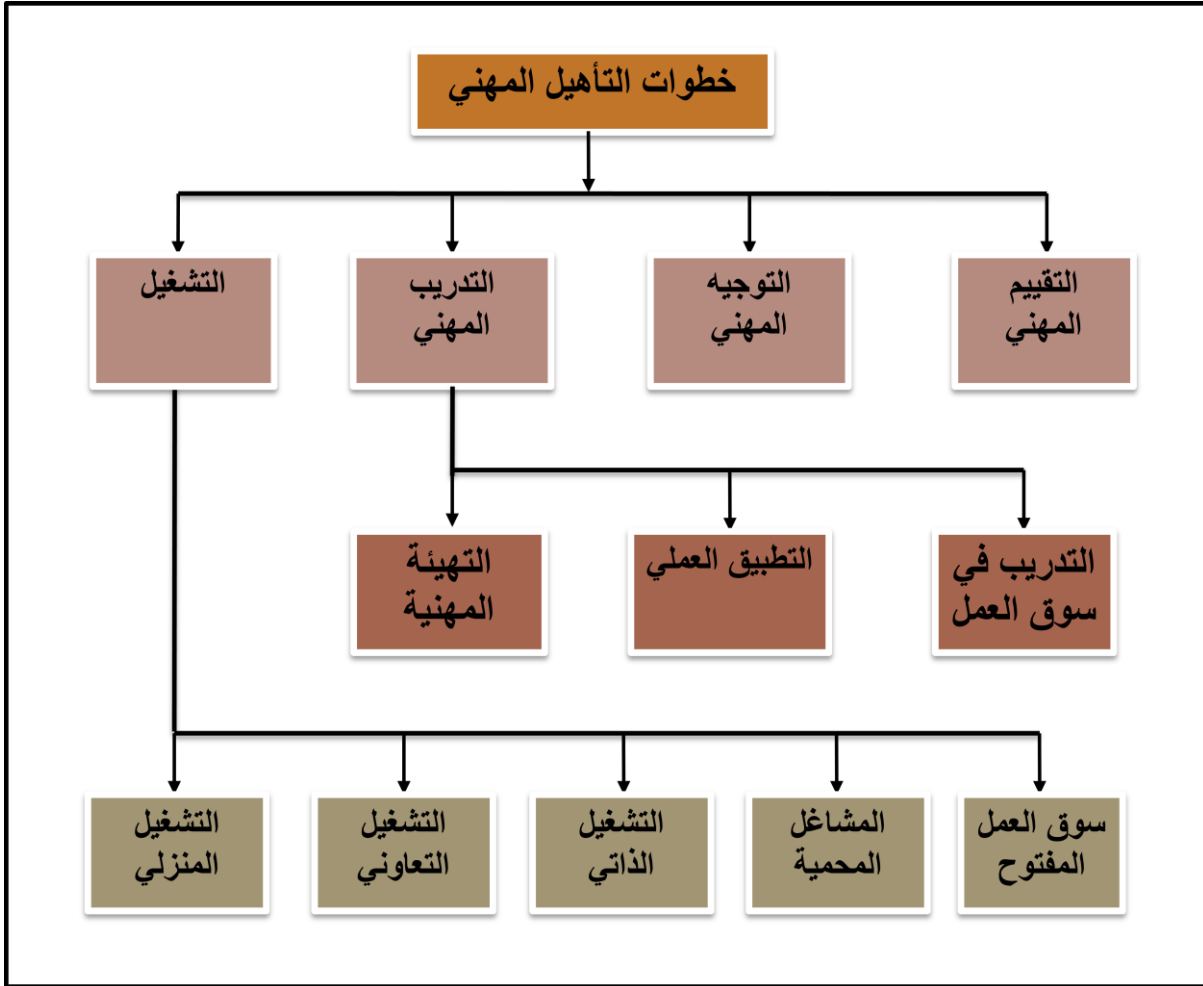 خطوات التأهيل المهني
التقييم
المهني
التوجيه
المهني
التدريب
المهني
التشغيل
التدريب في
سوق العمل
التطبيق العملي
التهيئة
المهنية
سوق العمل
المفتوح
المشاغل
المحمية
التشغيل
الذاتي
التشغيل
التعاوني
التشغيل
المنزلي